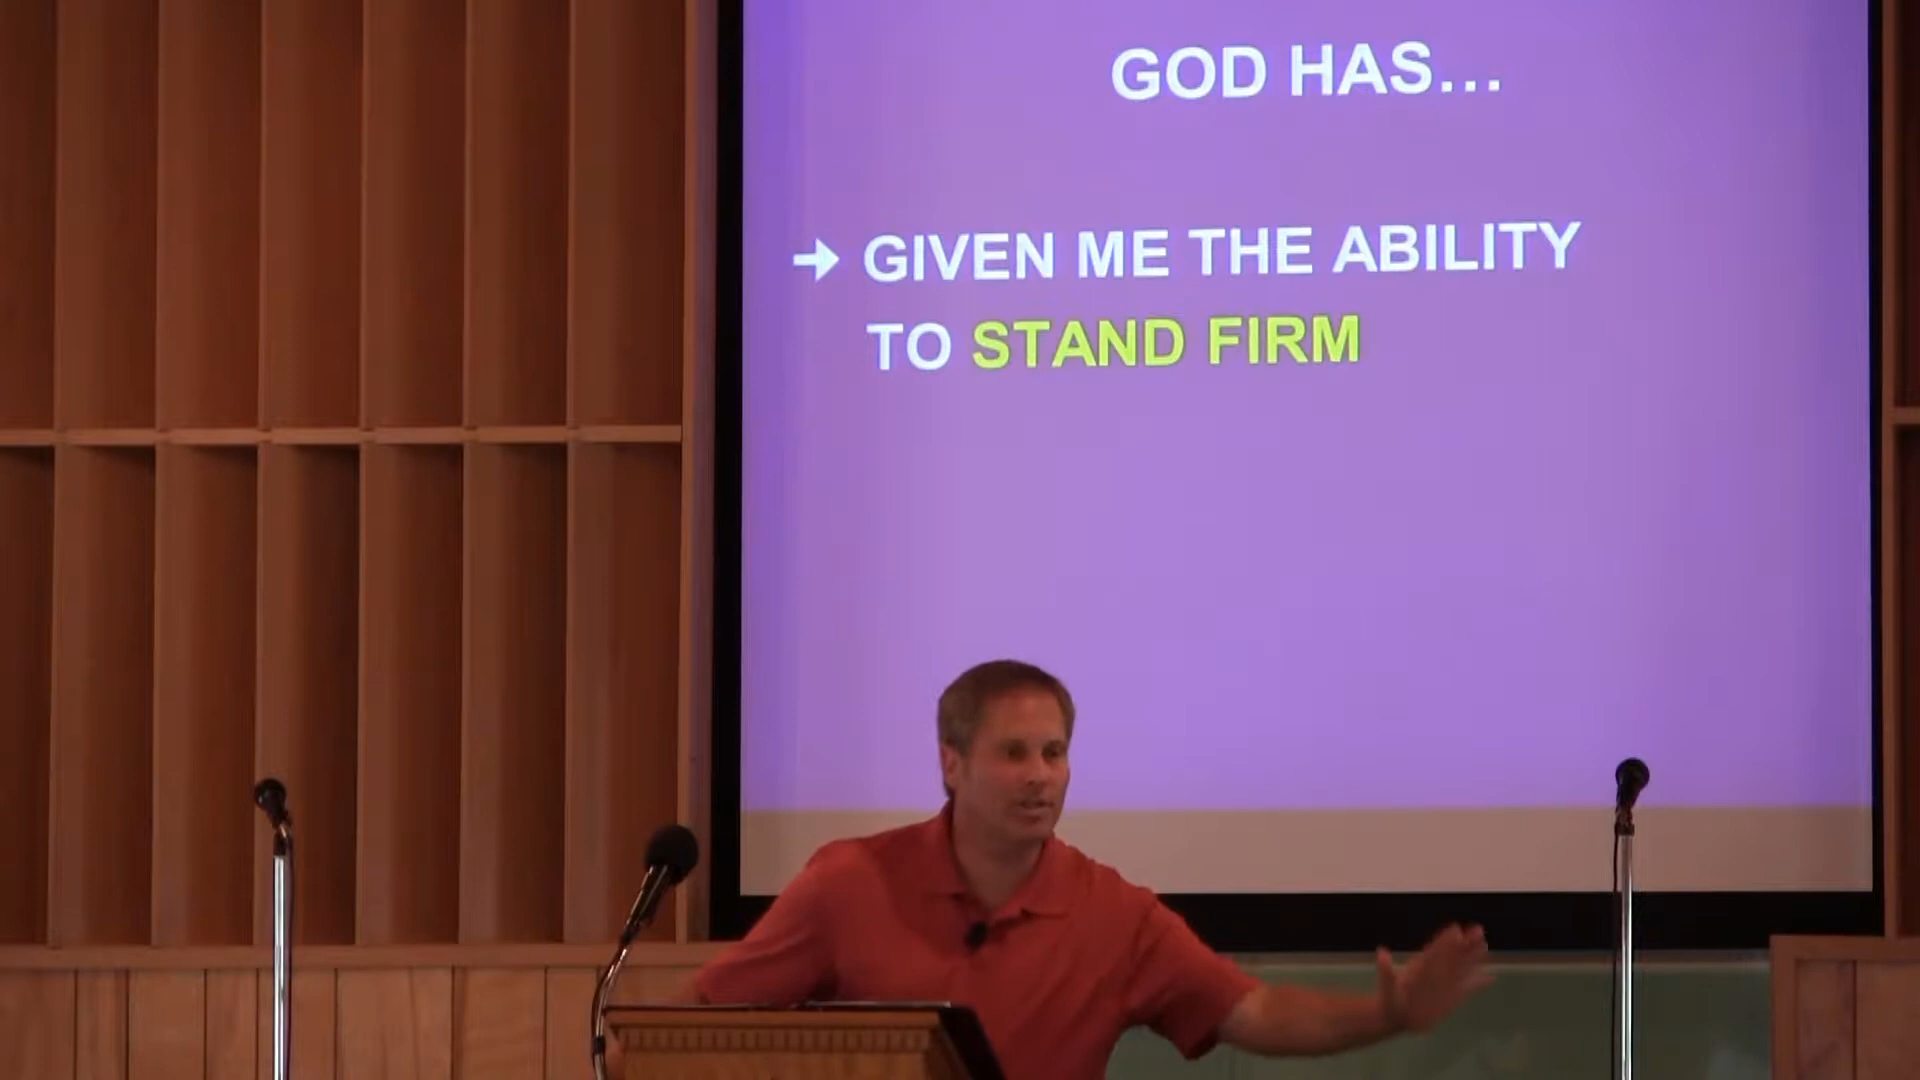 GOD HAS...
→ GIVEN ME THE ABILITY
TO STAND FIRM